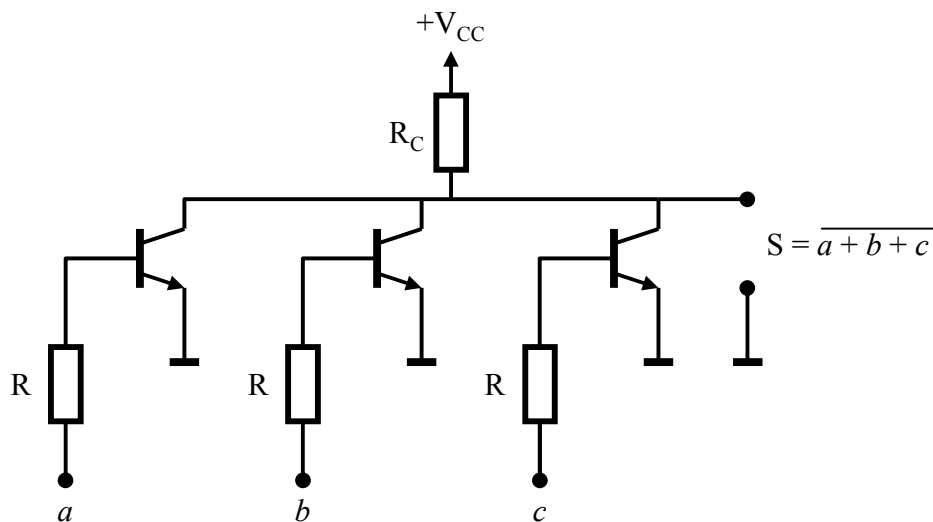 +V_CC
R_C
S = \overline{a + b + c}
R
R
R
a
b
c